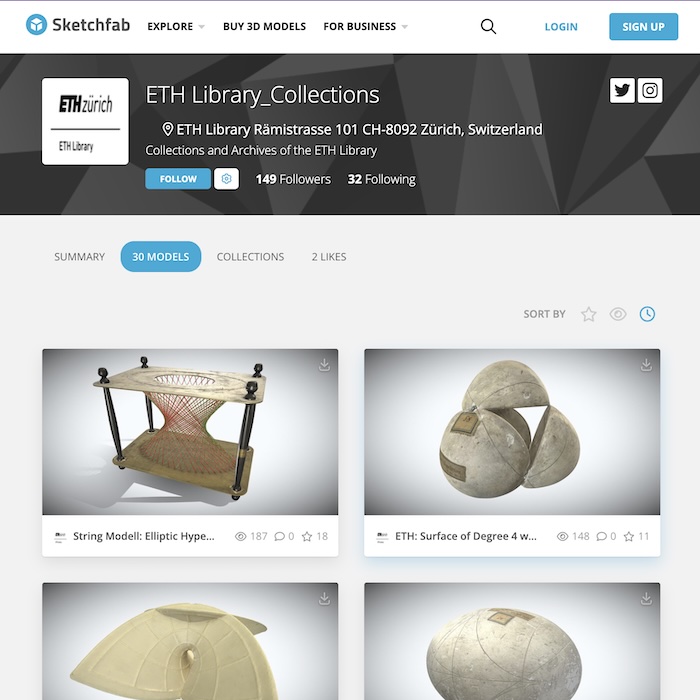 Sketchfab EXPLORE BUY 3D MODELS FOR BUSINESS LOGIN SIGN UP
ETH zürich
ETH Library
ETH Library_Collections
ETH Library Rämistrasse 101 CH-8092 Zürich, Switzerland
Collections and Archives of the ETH Library
FOLLOW 149 Followers 32 Following
SUMMARY 30 MODELS COLLECTIONS 2 LIKES
SORT BY
String Modell: Elliptic Hype... 187 0 18
ETH: Surface of Degree 4 w... 148 0 11